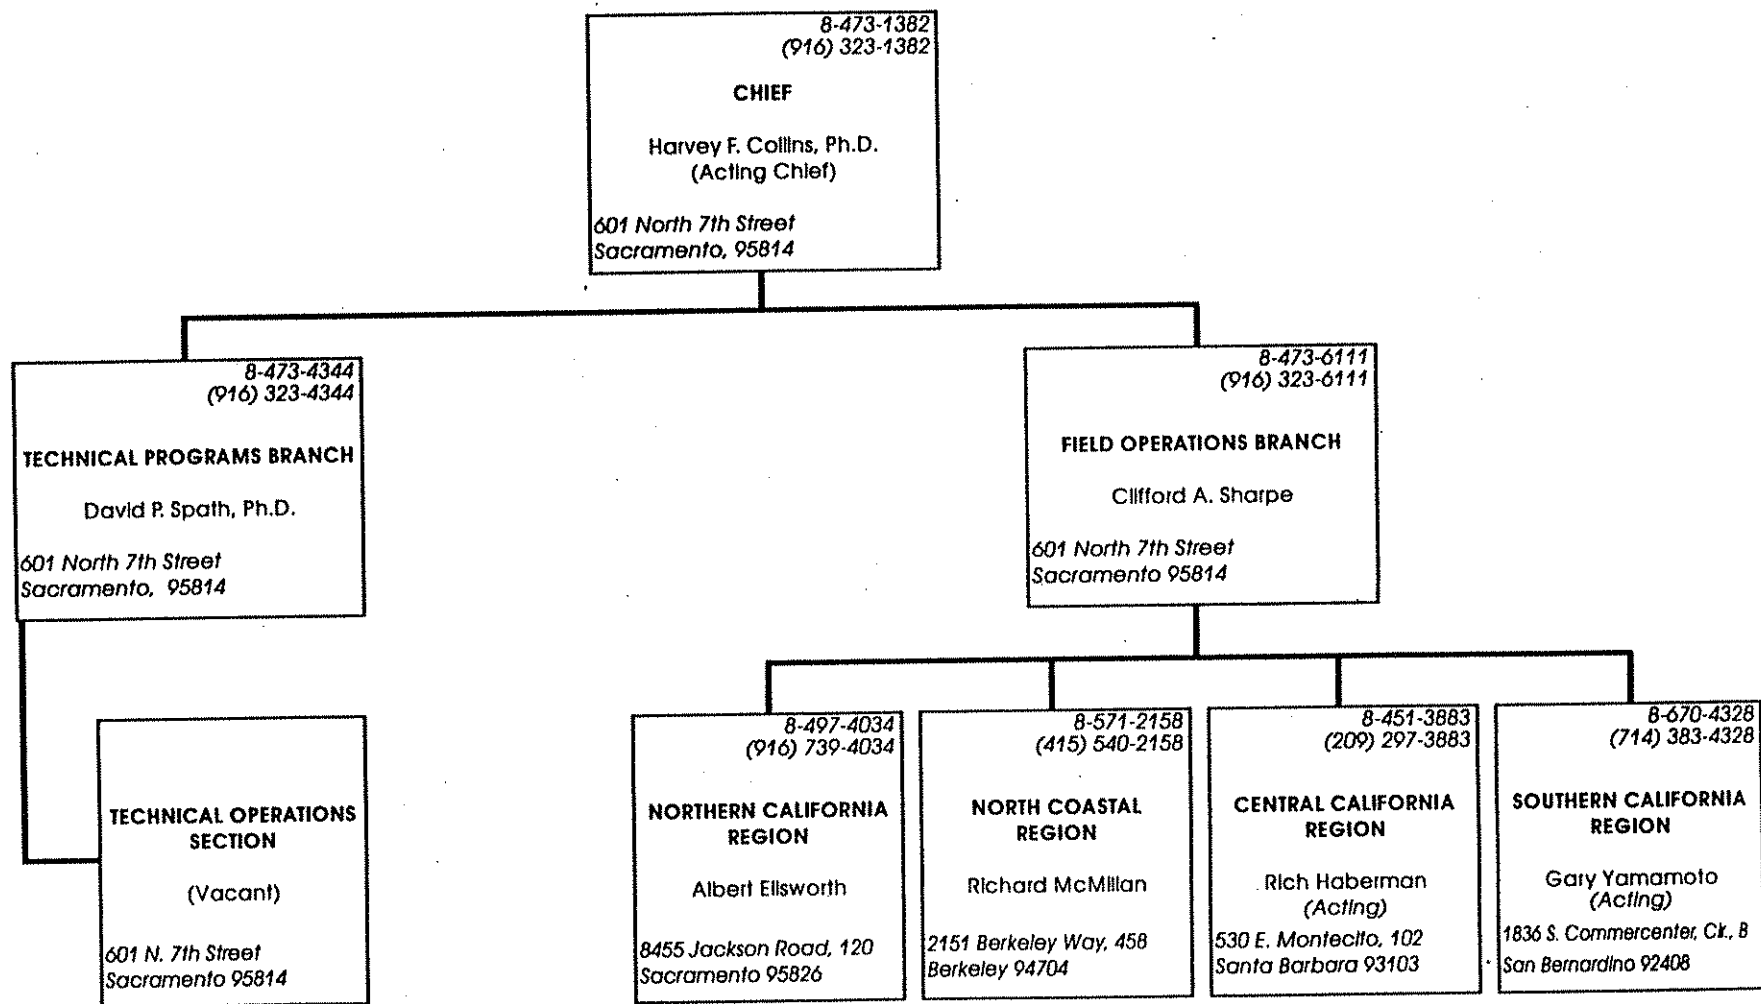 8-473-1382
(916) 323-1382
CHIEF
Harvey F. Collins, Ph.D.
(Acting Chief)
601 North 7th Street
Sacramento, 95814
8-473-4344
(916) 323-4344
TECHNICAL PROGRAMS BRANCH
David P. Spath, Ph.D.
601 North 7th Street
Sacramento, 95814
8-473-6111
(916) 323-6111
FIELD OPERATIONS BRANCH
Clifford A. Sharpe
601 North 7th Street
Sacramento 95814
TECHNICAL OPERATIONS
SECTION
(Vacant)
601 N. 7th Street
Sacramento 95814
8-497-4034
(916) 739-4034
NORTHERN CALIFORNIA
REGION
Albert Ellsworth
8455 Jackson Road, 120
Sacramento 95826
8-571-2158
(415) 540-2158
NORTH COASTAL
REGION
Richard McMillan
2151 Berkeley Way, 458
Berkeley 94704
8-451-3883
(209) 297-3883
CENTRAL CALIFORNIA
REGION
Rich Haberman
(Acting)
530 E. Montecito, 102
Santa Barbara 93103
8-670-4328
(714) 383-4328
SOUTHERN CALIFORNIA
REGION
Gary Yamamoto
(Acting)
1836 S. Commercenter, Cir., B
San Bernardino 92408